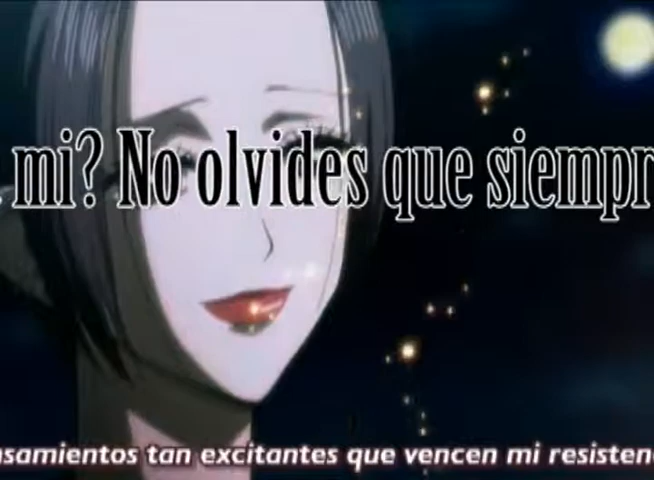 mi? No olvides que siempr
samientos tan excitantes que vencen mi resisten